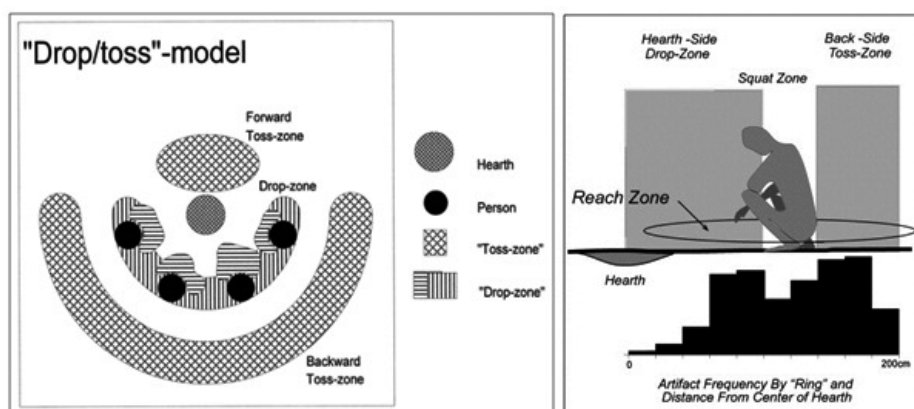 "Drop/toss"-model
Forward
Toss-zone
Drop-zone
Backward
Toss-zone
Hearth
Person
"Toss-zone"
"Drop-zone"
Hearth -Side
Drop-Zone
Back -Side
Toss-Zone
Squat Zone
Reach Zone
Hearth
0
200cm
Artifact Frequency By "Ring" and
Distance From Center of Hearth